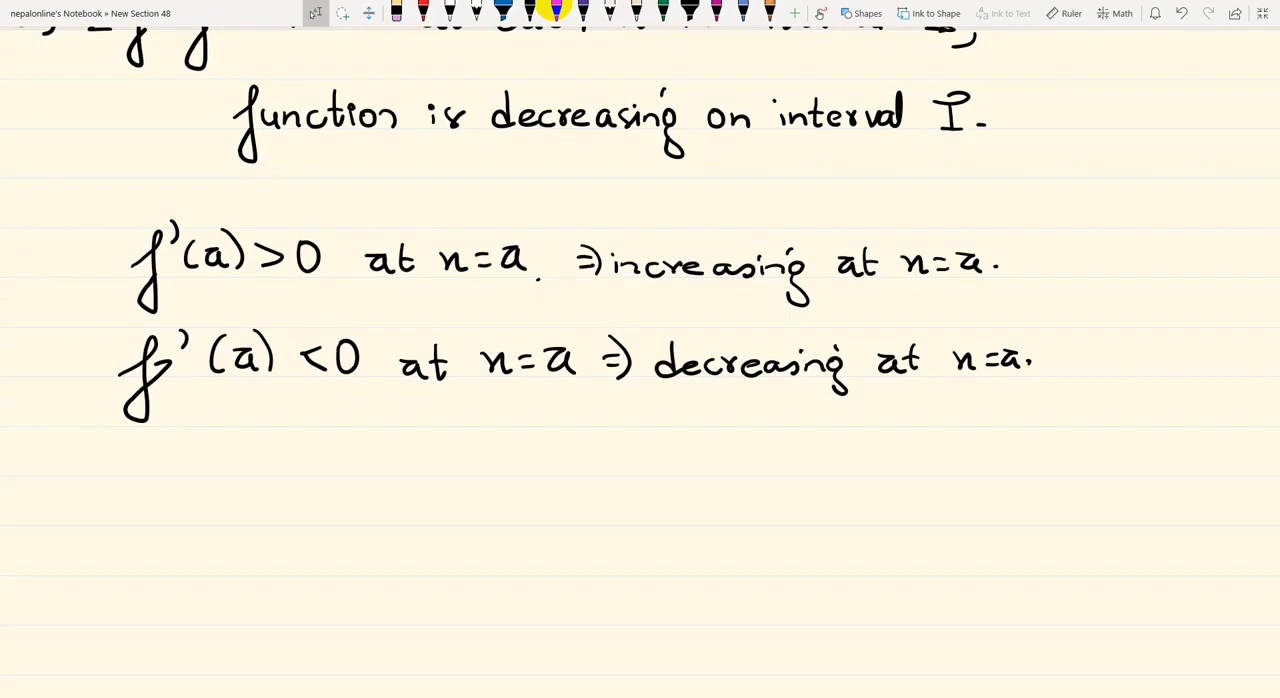 nepalonline's Notebook » New Section 48
Shapes Ink to Shape Ink to Text Ruler Math
function is decreasing on interval I.
f'(a) > 0 at x = a. ⇒ increasing at x = a.
f'(a) < 0 at x = a ⇒ decreasing at x = a.